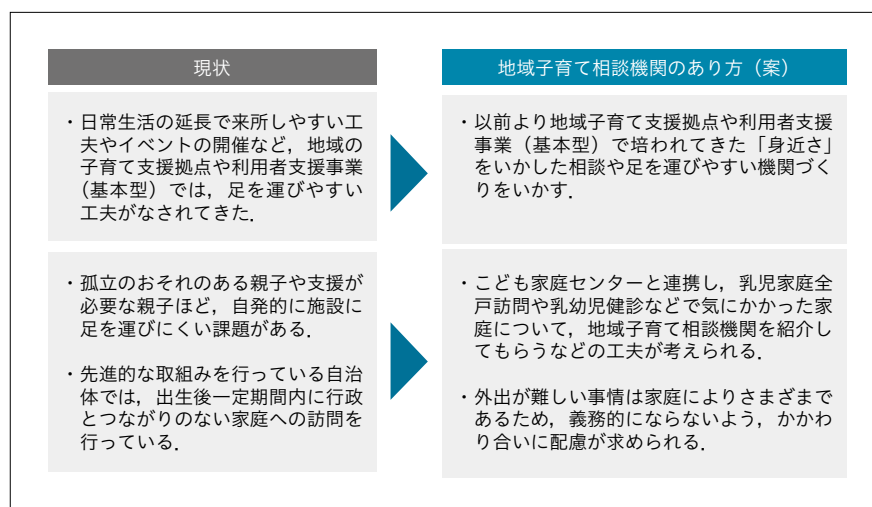 現状
・日常生活の延長で来所しやすい工
夫やイベントの開催など，地域の
子育て支援拠点や利用者支援事業
（基本型）では，足を運びやすい
工夫がなされてきた．
・孤立のおそれのある親子や支援が
必要な親子ほど，自発的に施設に
足を運びにくい課題がある．
・先進的な取組みを行っている自治
体では，出生後一定期間内に行政
とつながりのない家庭への訪問を
行っている．
地域子育て相談機関のあり方（案）
・以前より地域子育て支援拠点や利用者支援
事業（基本型）で培われてきた「身近さ」
をいかした相談や足を運びやすい機関づく
りをいかす．
・こども家庭センターと連携し，乳児家庭全
戸訪問や乳幼児健診などで気にかかった家
庭について，地域子育て相談機関を紹介し
てもらうなどの工夫が考えられる．
・外出が難しい事情は家庭によりさまざまで
あるため，義務的にならないよう，かかわ
り合いに配慮が求められる．